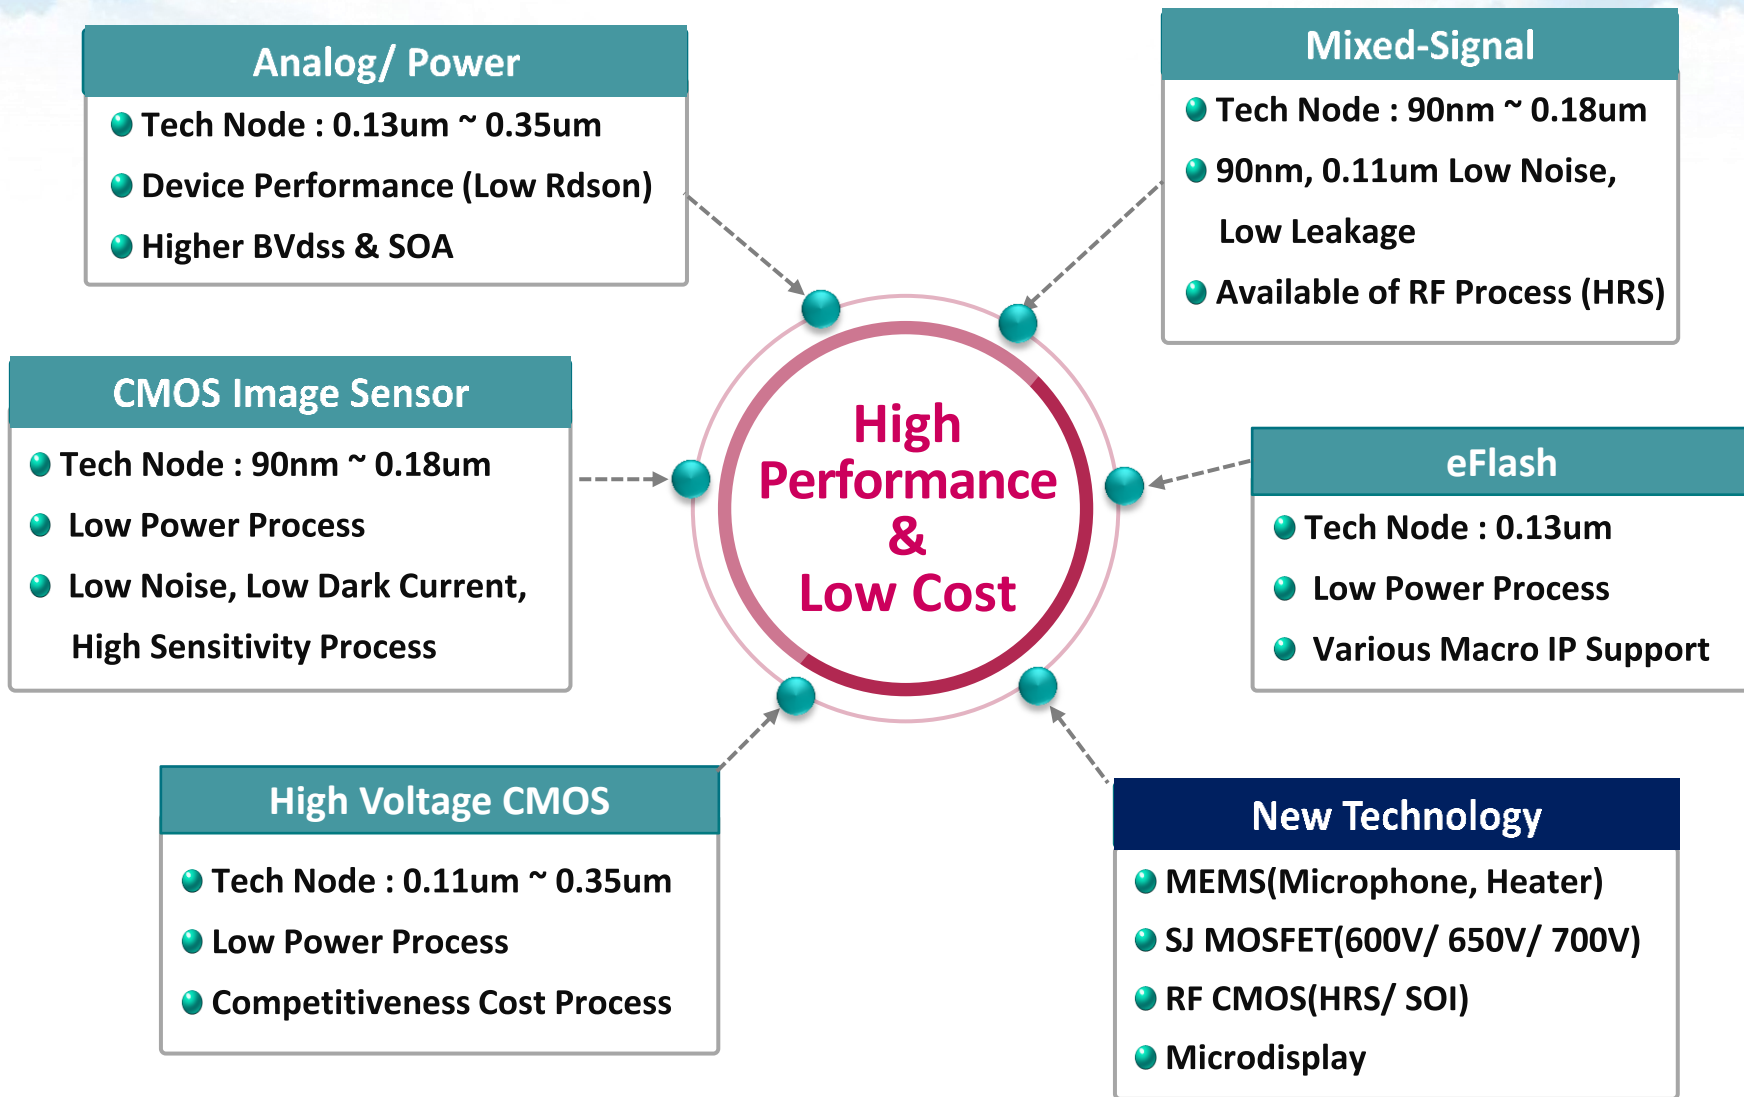 Analog/ Power
Tech Node : 0.13um ~ 0.35um
Device Performance (Low Rdson)
Higher BVdss & SOA
Mixed-Signal
Tech Node : 90nm ~ 0.18um
90nm, 0.11um Low Noise,
Low Leakage
Available of RF Process (HRS)
CMOS Image Sensor
Tech Node : 90nm ~ 0.18um
Low Power Process
Low Noise, Low Dark Current,
High Sensitivity Process
High
Performance
&
Low Cost
eFlash
Tech Node : 0.13um
Low Power Process
Various Macro IP Support
High Voltage CMOS
Tech Node : 0.11um ~ 0.35um
Low Power Process
Competitiveness Cost Process
New Technology
MEMS(Microphone, Heater)
SJ MOSFET(600V/ 650V/ 700V)
RF CMOS(HRS/ SOI)
Microdisplay